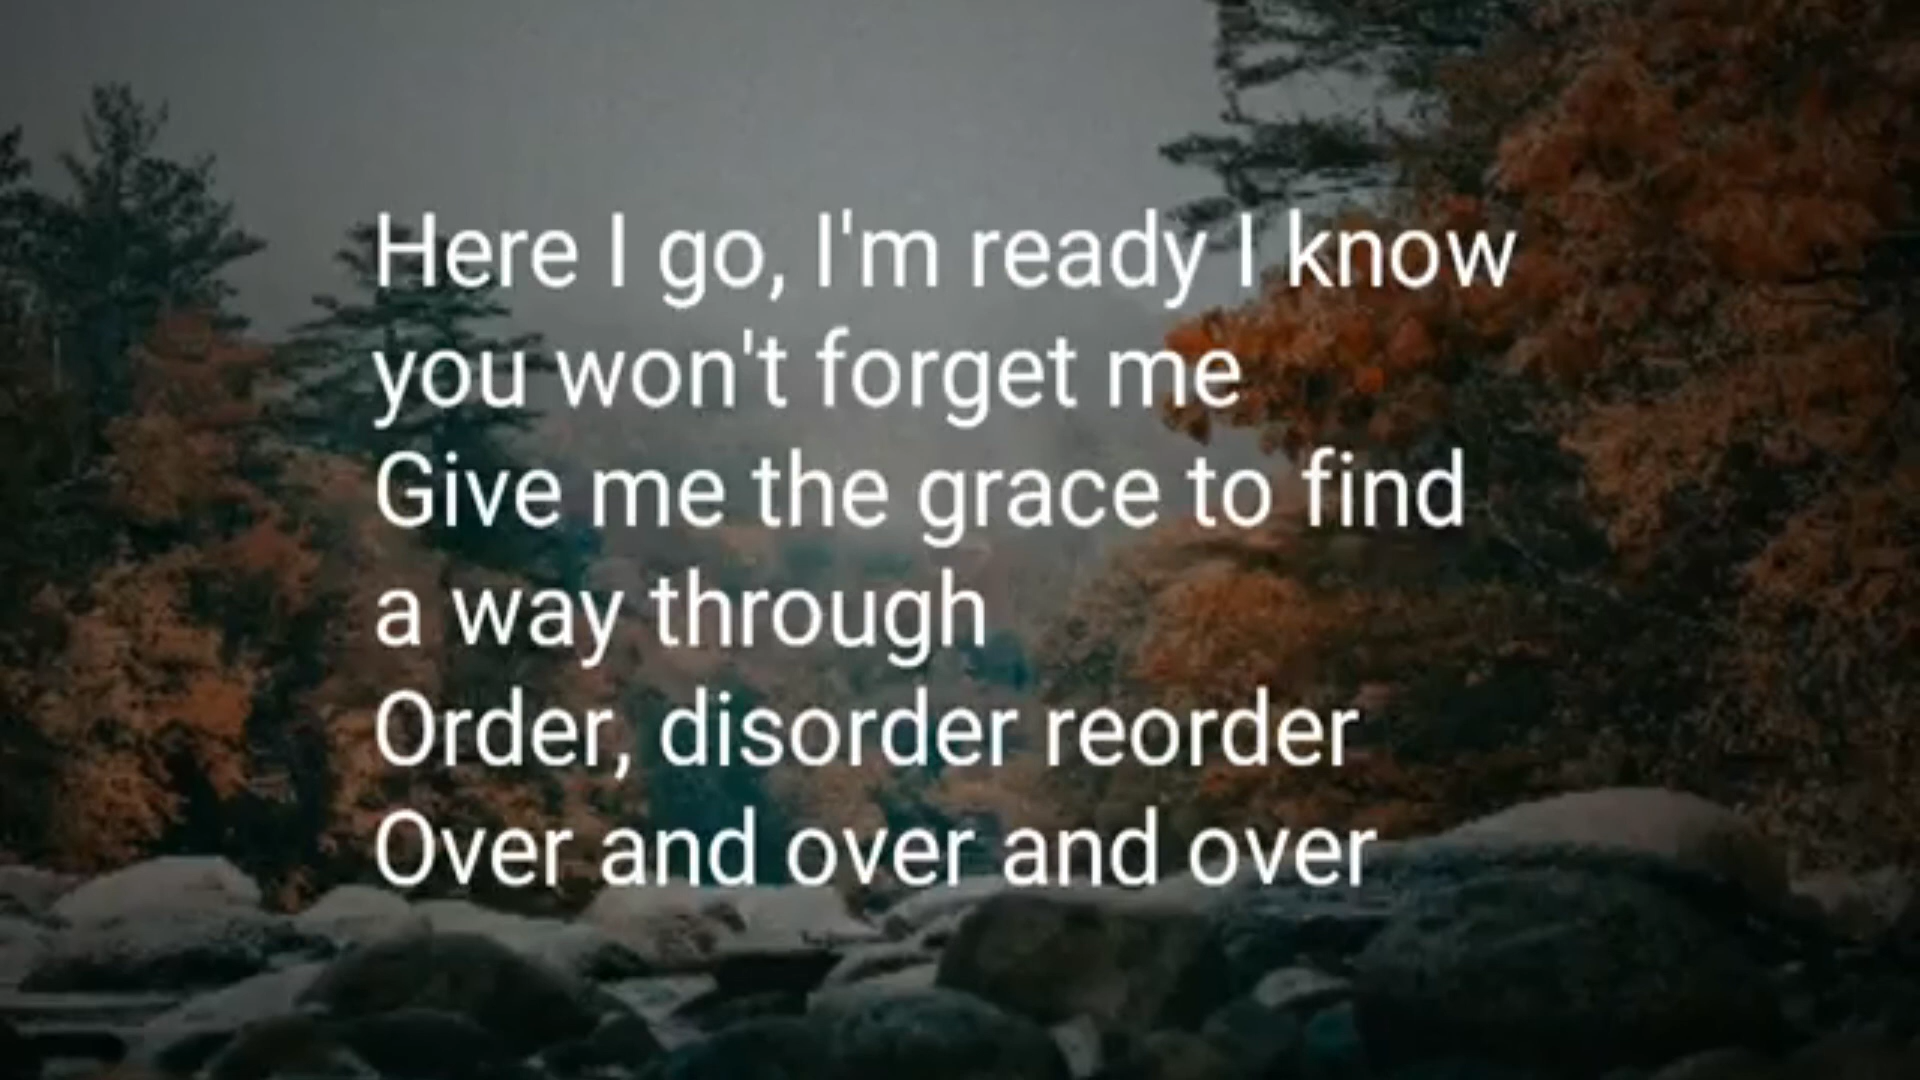 Here I go, I'm ready I know
you won't forget me
Give me the grace to find
a way through
Order, disorder reorder
Over and over and over